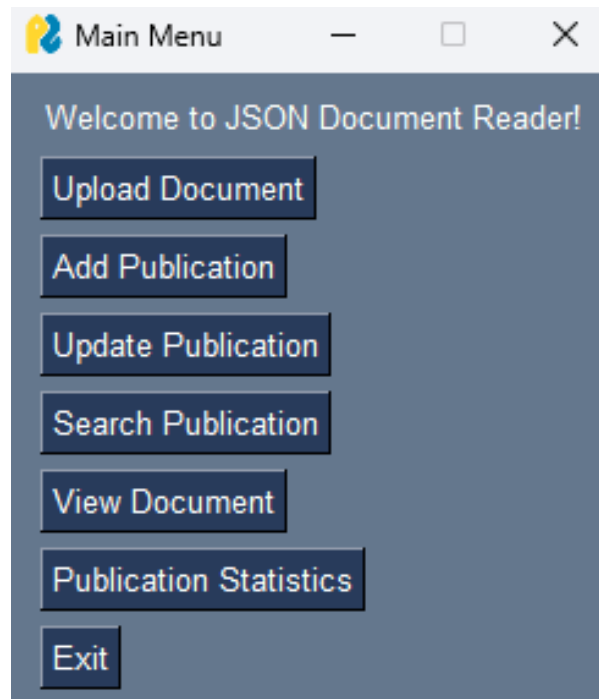 Main Menu
Welcome to JSON Document Reader!
Upload Document
Add Publication
Update Publication
Search Publication
View Document
Publication Statistics
Exit